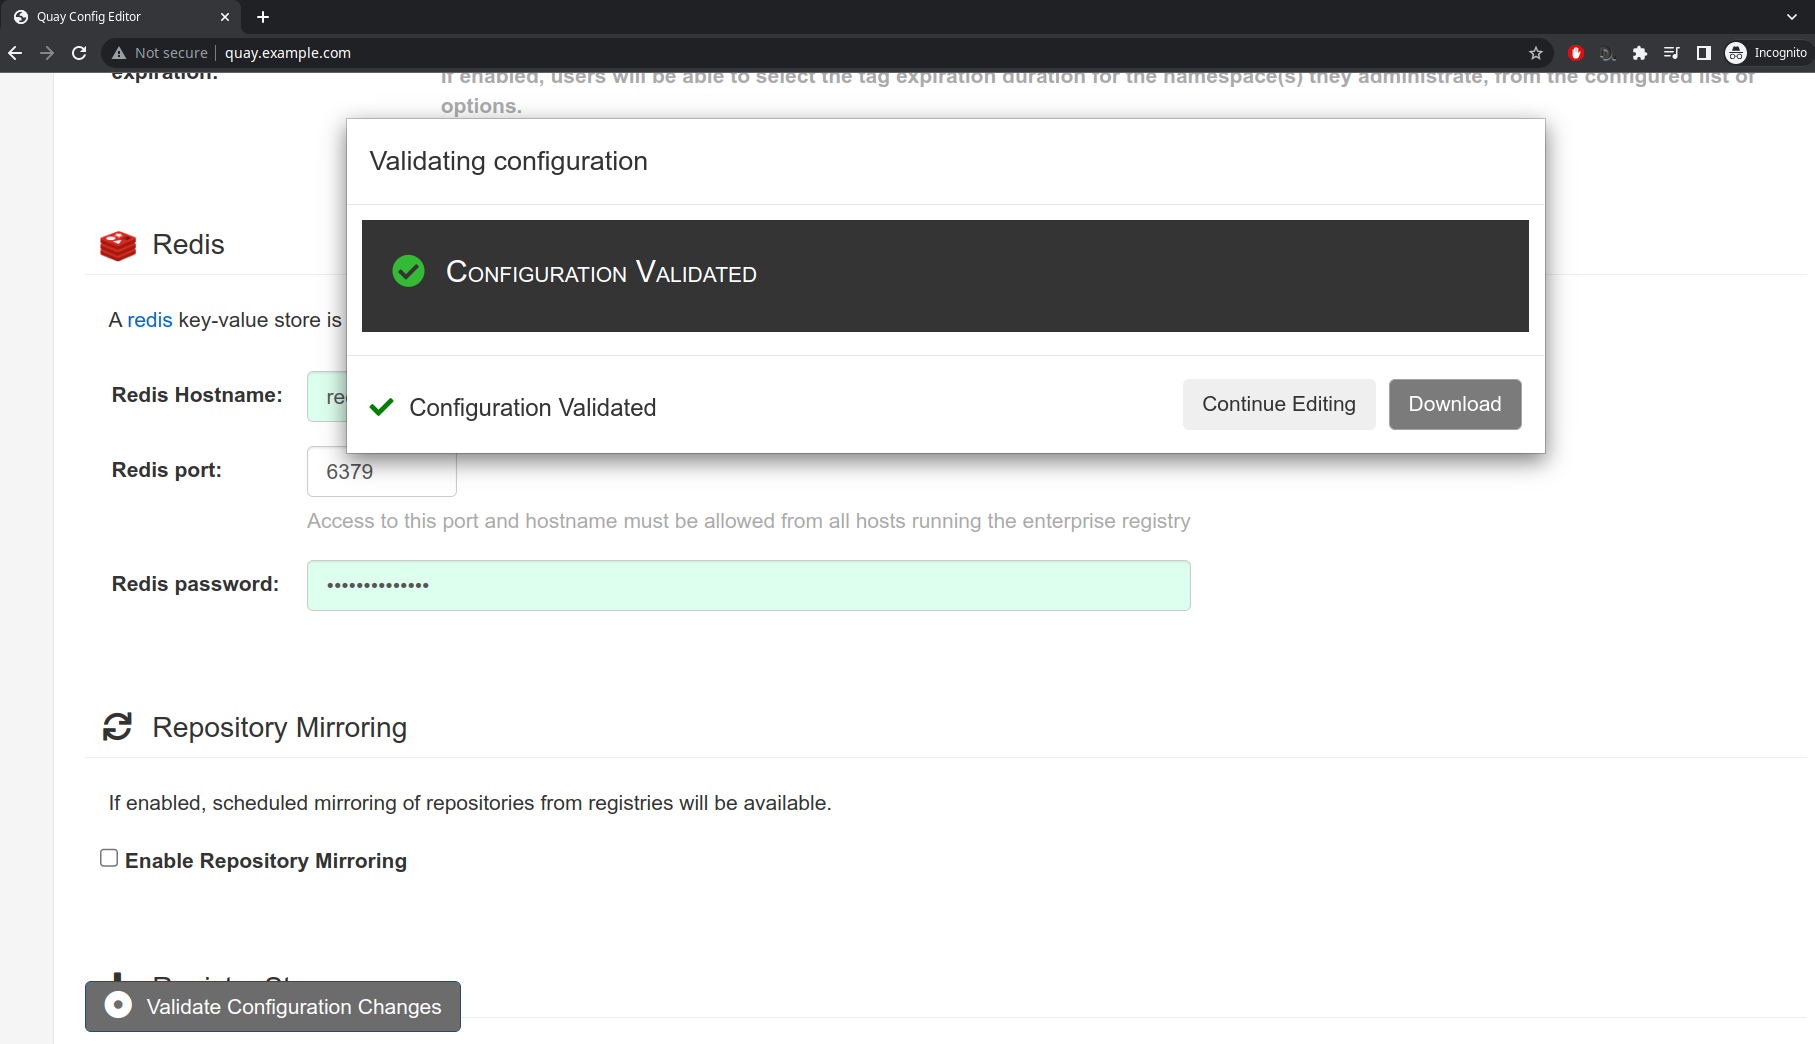 Quay Config Editor
Not secure quay.example.com Incognito
expiration:
If enabled, users will be able to select the tag expiration duration for the namespace(s) they administrate, from the configured list of
options.
Validating configuration
Configuration Validated
Configuration Validated
Continue Editing
Download
Redis
A redis key-value store is
Redis Hostname:
Redis port:
6379
Access to this port and hostname must be allowed from all hosts running the enterprise registry
Redis password:
••••••••••••••
Repository Mirroring
If enabled, scheduled mirroring of repositories from registries will be available.
Enable Repository Mirroring
Validate Configuration Changes